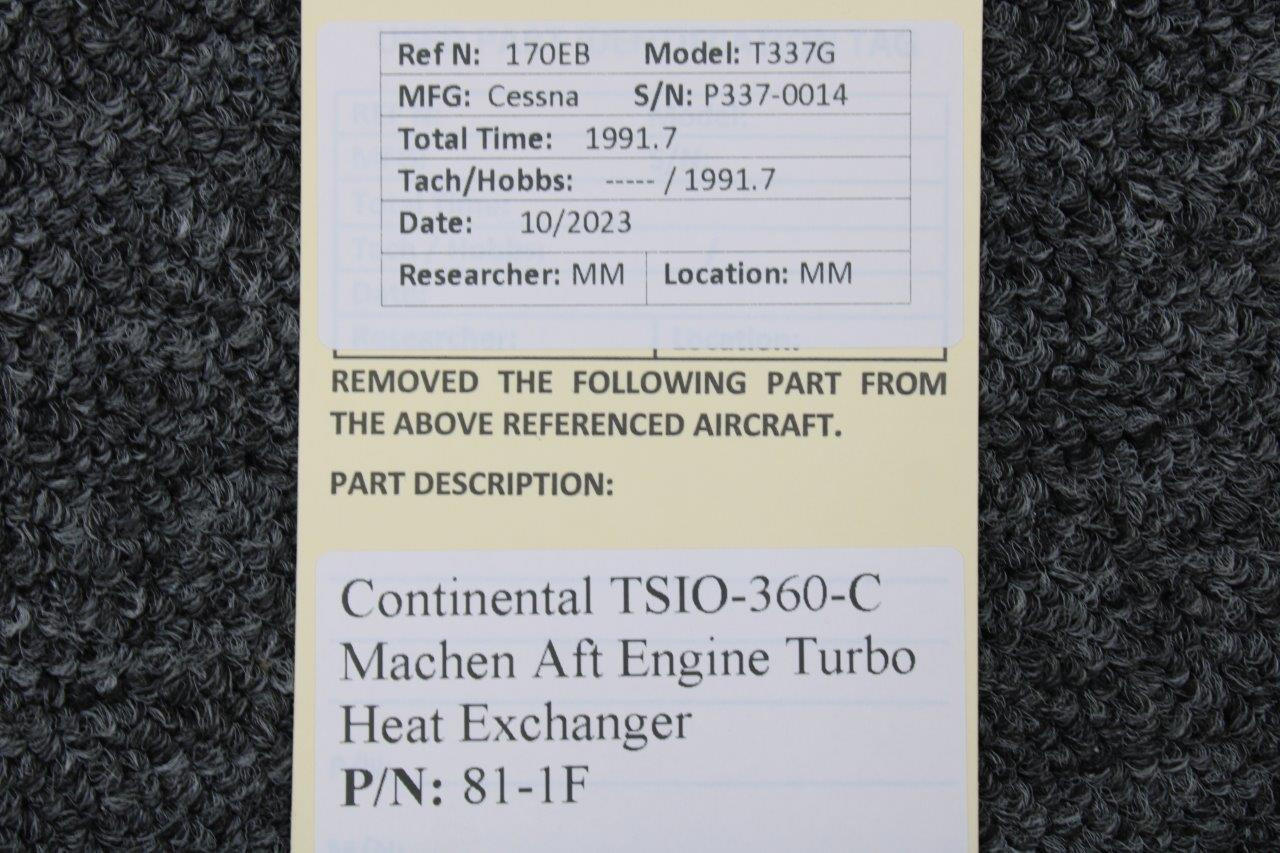 Ref N: 170EB Model: T337G
MFG: Cessna S/N: P337-0014
Total Time: 1991.7
Tach/Hobbs: ----- / 1991.7
Date: 10/2023
Researcher: MM Location: MM
Researcher: Location:
REMOVED THE FOLLOWING PART FROM
THE ABOVE REFERENCED AIRCRAFT.
PART DESCRIPTION:
Continental TSIO-360-C
Machen Aft Engine Turbo
Heat Exchanger
P/N: 81-1F